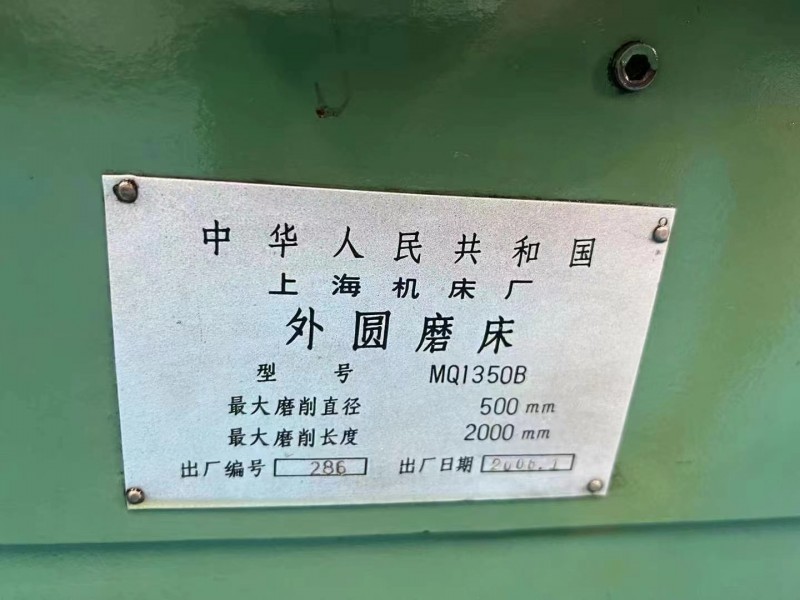 中华人民共和国
上海机床厂
外圆磨床
型号 MQ1350B
最大磨削直径 500 mm
最大磨削长度 2000 mm
出厂编号 286 出厂日期